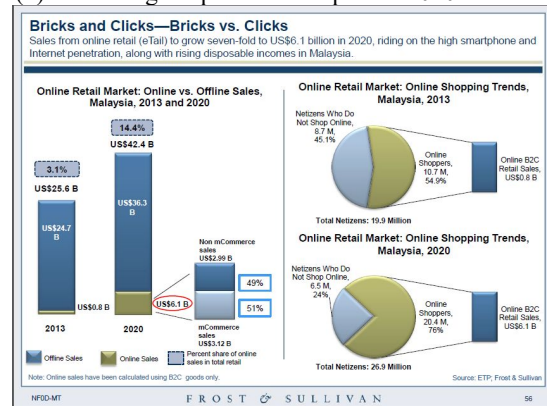 Bricks and Clicks—Bricks vs. Clicks
Sales from online retail (eTail) to grow seven-fold to US$6.1 billion in 2020, riding on the high smartphone and
Internet penetration, along with rising disposable incomes in Malaysia.
Online Retail Market: Online vs. Offline Sales,
Malaysia, 2013 and 2020
14.4%
US$42.4 B
3.1%
US$25.6 B
US$24.7
B
US$36.3
B
US$0.8 B
US$6.1 B
2013
2020
Non mCommerce
sales
US$2.99 B
49%
51%
mCommerce
sales
US$3.12 B
Offline Sales
Online Sales
Percent share of online
sales in total retail
Note: Online sales have been calculated using B2C goods only.
Online Retail Market: Online Shopping Trends,
Malaysia, 2013
Netizens Who Do
Not Shop Online,
8.7 M,
45.1%
Online
Shoppers,
10.7 M,
54.9%
Online B2C
Retail Sales,
US$0.8 B
Total Netizens: 19.9 Million
Online Retail Market: Online Shopping Trends,
Malaysia, 2020
Netizens Who Do
Not Shop Online,
6.5 M,
24%
Online
Shoppers,
20.4 M,
76%
Online B2C
Retail Sales,
US$6.1 B
Total Netizens: 26.9 Million
Source: ETP; Frost & Sullivan
NF0D-MT
FROST & SULLIVAN
56